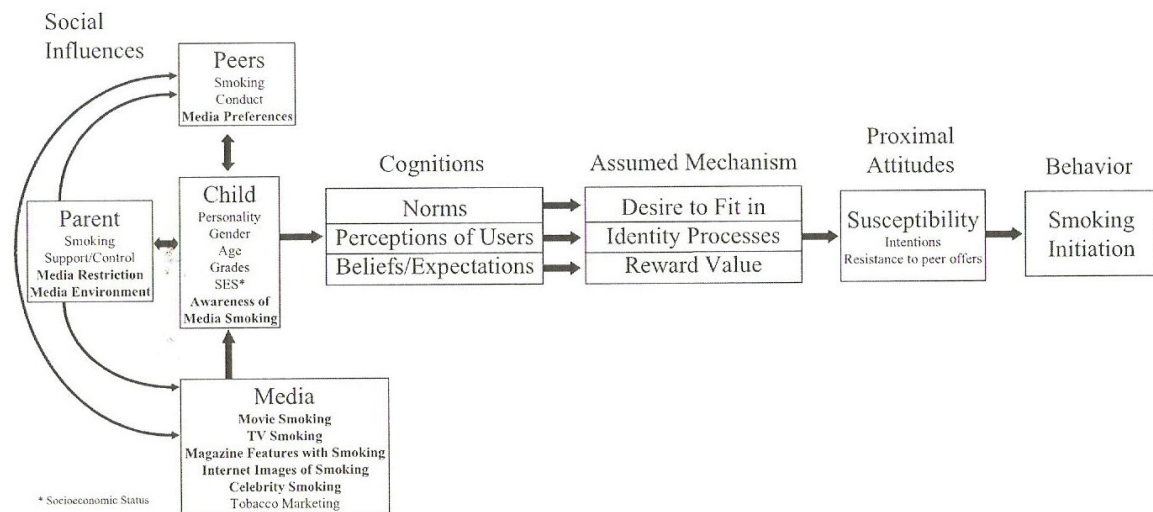 Social
Influences
Peers
Smoking
Conduct
Media Preferences
Parent
Smoking
Support/Control
Media Restriction
Media Environment
Child
Personality
Gender
Age
Grades
SES*
Awareness of
Media Smoking
Media
Movie Smoking
TV Smoking
Magazine Features with Smoking
Internet Images of Smoking
Celebrity Smoking
Tobacco Marketing
* Socioeconomic Status
Cognitions
Norms
Perceptions of Users
Beliefs/Expectations
Assumed Mechanism
Desire to Fit in
Identity Processes
Reward Value
Proximal
Attitudes
Susceptibility
Intentions
Resistance to peer offers
Behavior
Smoking
Initiation